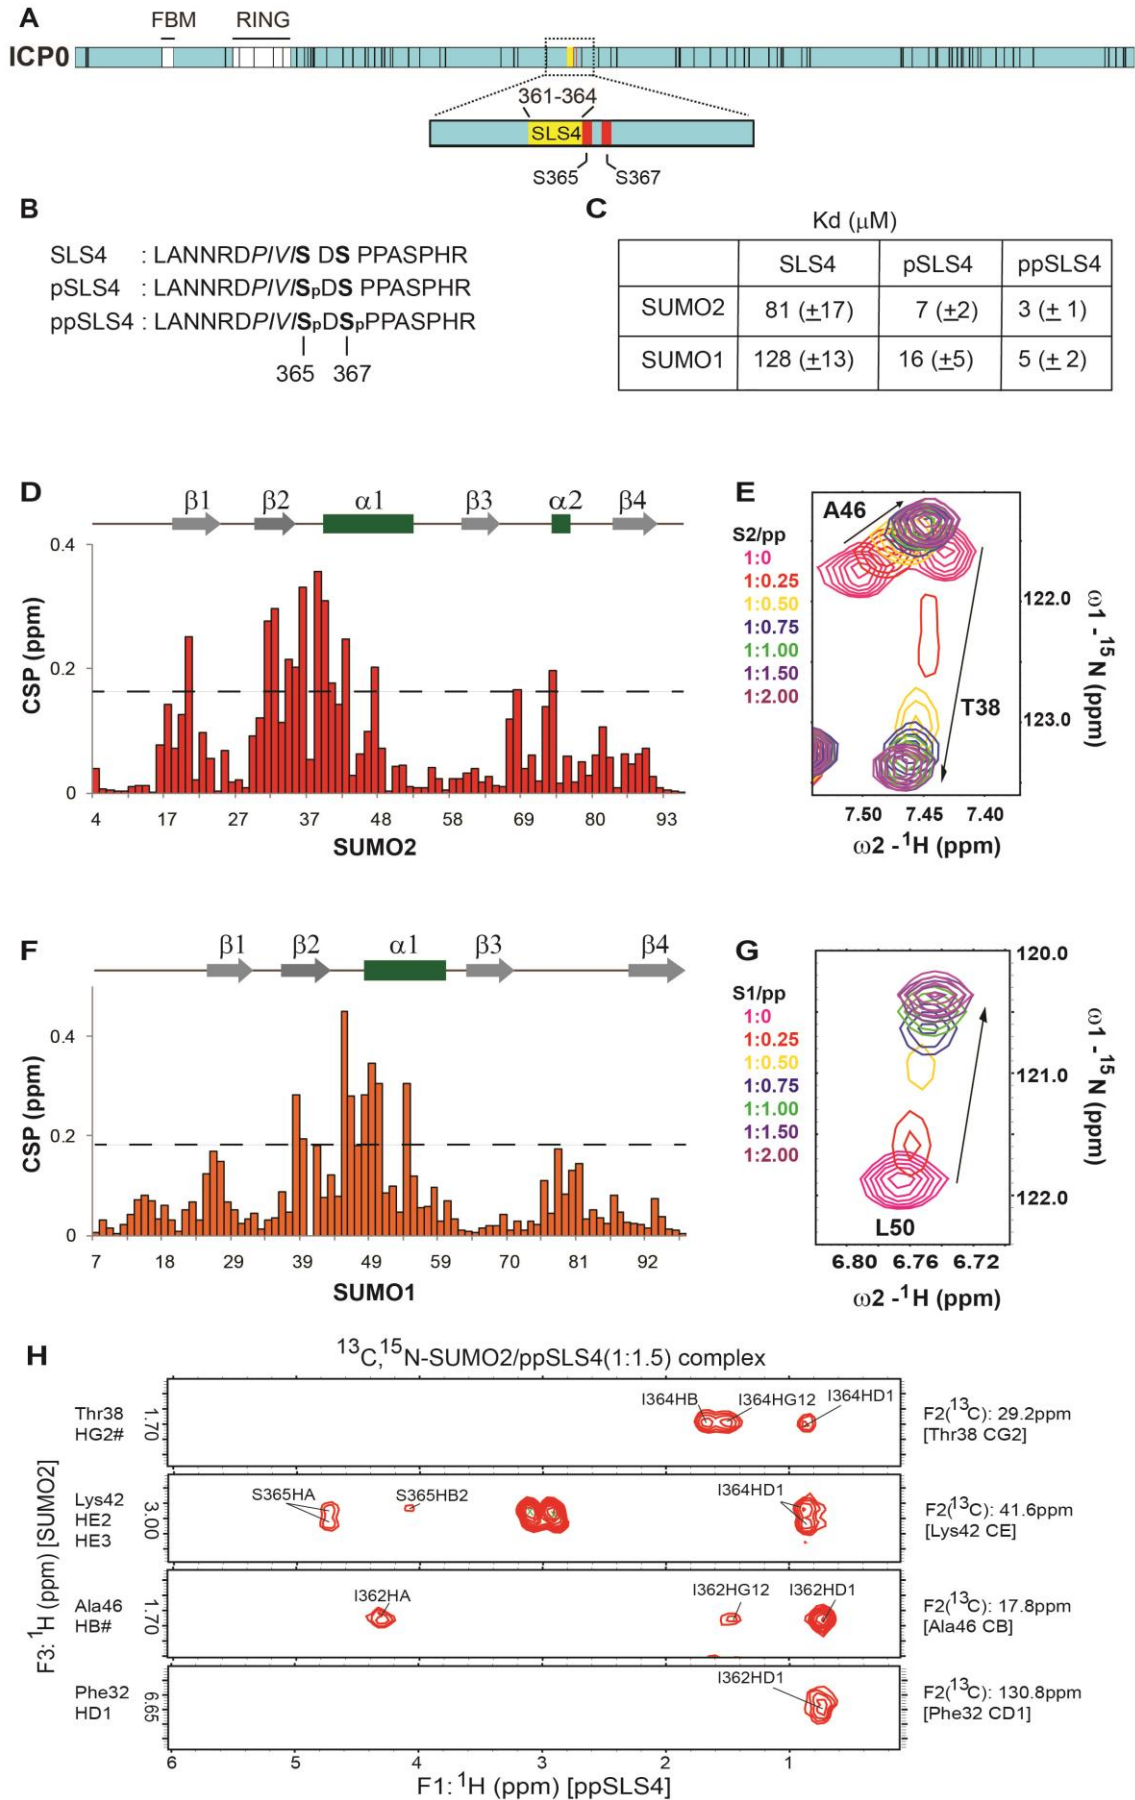 A
FBM RING
ICP0
361-364
SLS4
S365 S367
B
SLS4 : LANNRDPIVIS DS PPASPHR
pSLS4 : LANNRDPIVISpDS PPASPHR
ppSLS4 : LANNRDPIVISpDSpPPASPHR
365 367
C
Kd (μM)
SLS4 pSLS4 ppSLS4
SUMO2 81 (±17) 7 (±2) 3 (± 1)
SUMO1 128 (±13) 16 (±5) 5 (± 2)
D
β1 β2 α1 β3 α2 β4
0.4
0.2
0
CSP (ppm)
4 17 27 37 48 58 69 80 93
SUMO2
E
S2/pp
1:0
1:0.25
1:0.50
1:0.75
1:1.00
1:1.50
1:2.00
A46
T38
122.0
123.0
ω1 - 15 N (ppm)
7.50 7.45 7.40
ω2 -1H (ppm)
F
β1 β2 α1 β3 β4
0.4
0.2
0
CSP (ppm)
7 18 29 39 49 59 70 81 92
SUMO1
G
S1/pp
1:0
1:0.25
1:0.50
1:0.75
1:1.00
1:1.50
1:2.00
L50
120.0
121.0
122.0
ω1 - 15 N (ppm)
6.80 6.76 6.72
ω2 -1H (ppm)
H
13C,15N-SUMO2/ppSLS4(1:1.5) complex
F3: 1H (ppm) [SUMO2]
Thr38
HG2#
1.70
I364HB I364HG12 I364HD1
F2(13C): 29.2ppm
[Thr38 CG2]
Lys42
HE2
HE3
3.00
S365HA S365HB2 I364HD1
F2(13C): 41.6ppm
[Lys42 CE]
Ala46
HB#
1.70
I362HA I362HG12 I362HD1
F2(13C): 17.8ppm
[Ala46 CB]
Phe32
HD1
6.65
I362HD1
F2(13C): 130.8ppm
[Phe32 CD1]
6 5 4 3 2 1
F1: 1H (ppm) [ppSLS4]